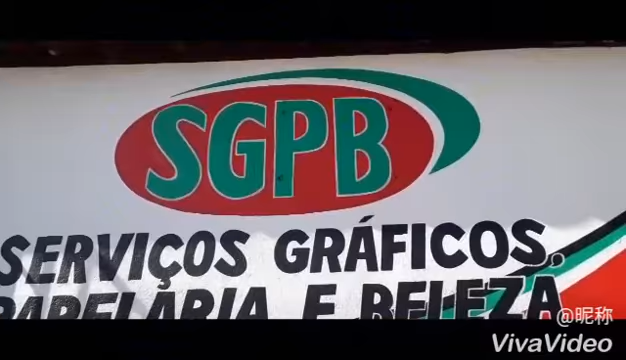 SGPB
SERVIÇOS GRÁFICOS,
PAPELARIA E BELEZA
@昵称
VivaVideo